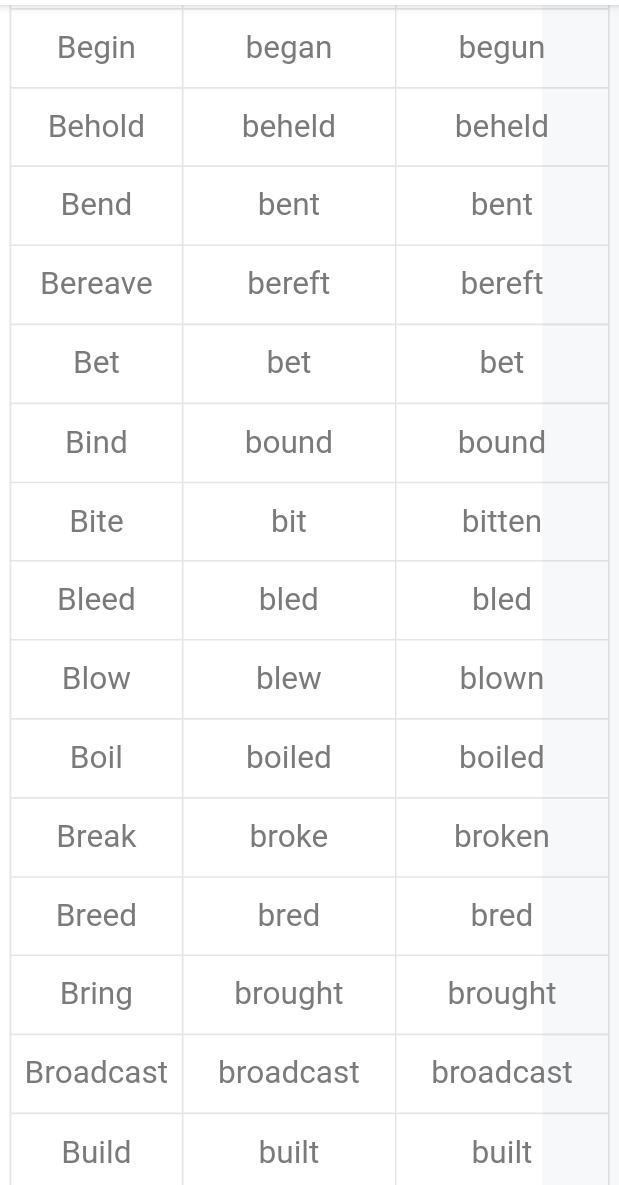 Begin began begun
Behold beheld beheld
Bend bent bent
Bereave bereft bereft
Bet bet bet
Bind bound bound
Bite bit bitten
Bleed bled bled
Blow blew blown
Boil boiled boiled
Break broke broken
Breed bred bred
Bring brought brought
Broadcast broadcast broadcast
Build built built